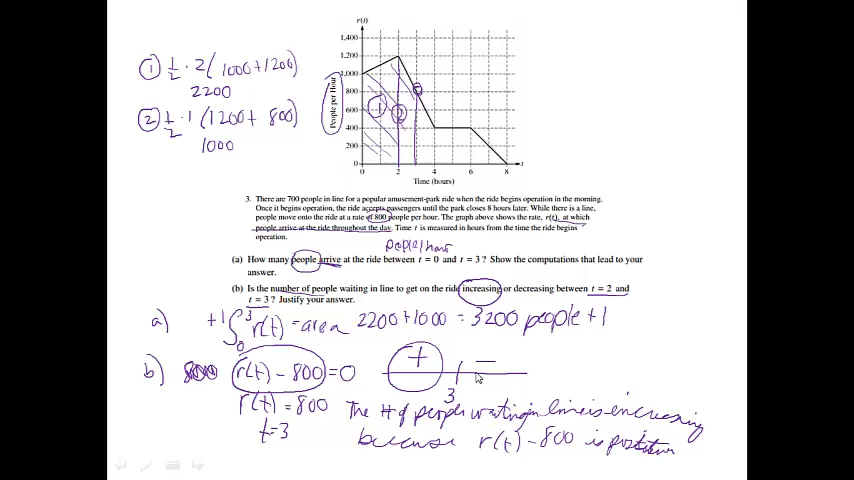 r(t)
1,400
1,200
1,000
800
600
400
200
0
0 2 4 6 8 t
Time (hours)
People per Hour
① 1/2 · 2 (1000+1200)
2200
② 1/2 · 1 (1200+ 800)
1000
1
2
3. There are 700 people in line for a popular amusement-park ride when the ride begins operation in the morning.
Once it begins operation, the ride accepts passengers until the park closes 8 hours later. While there is a line,
people move onto the ride at a rate of 800 people per hour. The graph above shows the rate, r(t), at which
people arrive at the ride throughout the day. Time t is measured in hours from the time the ride begins
operation.
people/hour
(a) How many people arrive at the ride between t = 0 and t = 3 ? Show the computations that lead to your
answer.
(b) Is the number of people waiting in line to get on the ride increasing or decreasing between t = 2 and
t = 3 ? Justify your answer.
a) +1 ∫₀³ r(t) = area 2200+1000 = 3200 people +1
b) r(t) - 800 = 0 + | −
3
r(t) = 800
t=3
The # of people waiting in line is increasing
because r(t) - 800 is positive